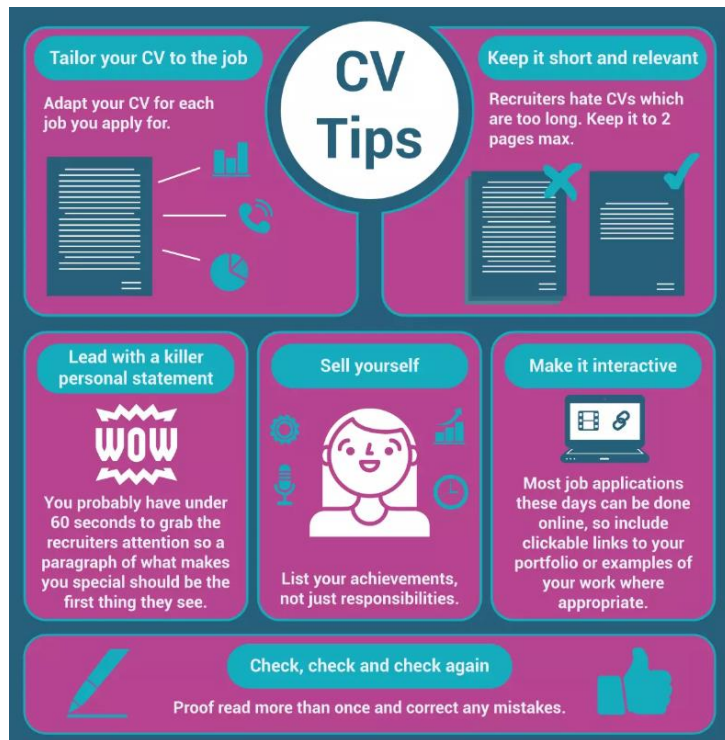 CV
Tips
Tailor your CV to the job
Adapt your CV for each
job you apply for.
Keep it short and relevant
Recruiters hate CVs which
are too long. Keep it to 2
pages max.
Lead with a killer
personal statement
WOW
You probably have under
60 seconds to grab the
recruiters attention so a
paragraph of what makes
you special should be the
first thing they see.
Sell yourself
List your achievements,
not just responsibilities.
Make it interactive
Most job applications
these days can be done
online, so include
clickable links to your
portfolio or examples of
your work where
appropriate.
Check, check and check again
Proof read more than once and correct any mistakes.